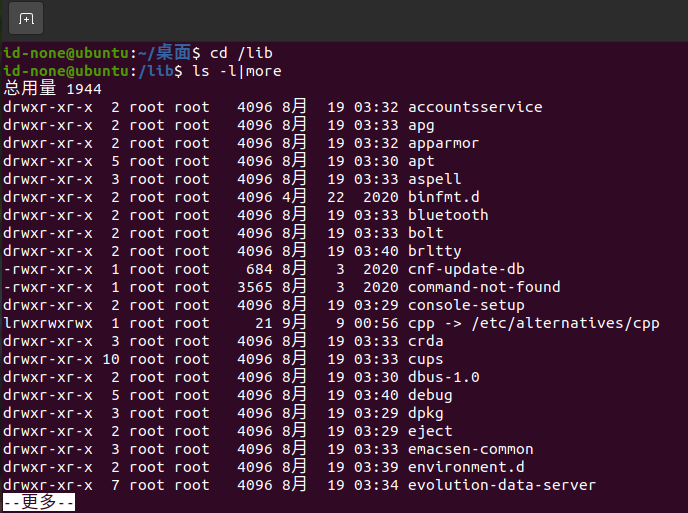 id-none@ubuntu:~/桌面$ cd /lib
id-none@ubuntu:/lib$ ls -l|more
总用量 1944
drwxr-xr-x  2 root root   4096 8月  19 03:32 accountsservice
drwxr-xr-x  2 root root   4096 8月  19 03:33 apg
drwxr-xr-x  2 root root   4096 8月  19 03:32 apparmor
drwxr-xr-x  5 root root   4096 8月  19 03:30 apt
drwxr-xr-x  3 root root   4096 8月  19 03:33 aspell
drwxr-xr-x  2 root root   4096 4月  22  2020 binfmt.d
drwxr-xr-x  2 root root   4096 8月  19 03:33 bluetooth
drwxr-xr-x  2 root root   4096 8月  19 03:33 bolt
drwxr-xr-x  2 root root   4096 8月  19 03:40 brltty
-rwxr-xr-x  1 root root    684 8月   3  2020 cnf-update-db
-rwxr-xr-x  1 root root   3565 8月   3  2020 command-not-found
drwxr-xr-x  2 root root   4096 8月  19 03:29 console-setup
lrwxrwxrwx  1 root root     21 9月   9 00:56 cpp -> /etc/alternatives/cpp
drwxr-xr-x  3 root root   4096 8月  19 03:33 crda
drwxr-xr-x 10 root root   4096 8月  19 03:33 cups
drwxr-xr-x  2 root root   4096 8月  19 03:30 dbus-1.0
drwxr-xr-x  5 root root   4096 8月  19 03:40 debug
drwxr-xr-x  3 root root   4096 8月  19 03:29 dpkg
drwxr-xr-x  2 root root   4096 8月  19 03:29 eject
drwxr-xr-x  3 root root   4096 8月  19 03:33 emacsen-common
drwxr-xr-x  2 root root   4096 8月  19 03:39 environment.d
drwxr-xr-x  7 root root   4096 8月  19 03:34 evolution-data-server
--更多--